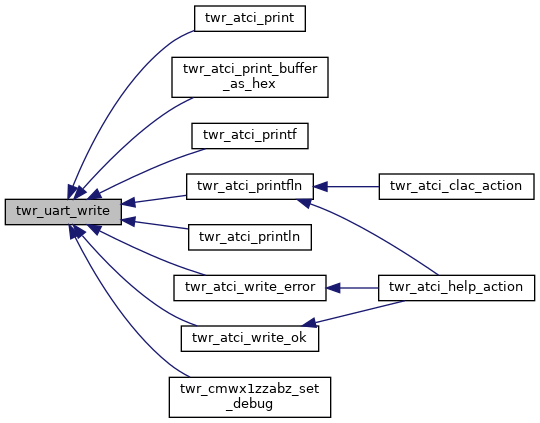 twr_atci_print
twr_atci_print_buffer
_as_hex
twr_atci_printf
twr_atci_printfln
twr_atci_clac_action
twr_uart_write
twr_atci_println
twr_atci_write_error
twr_atci_help_action
twr_atci_write_ok
twr_cmwx1zzabz_set
_debug